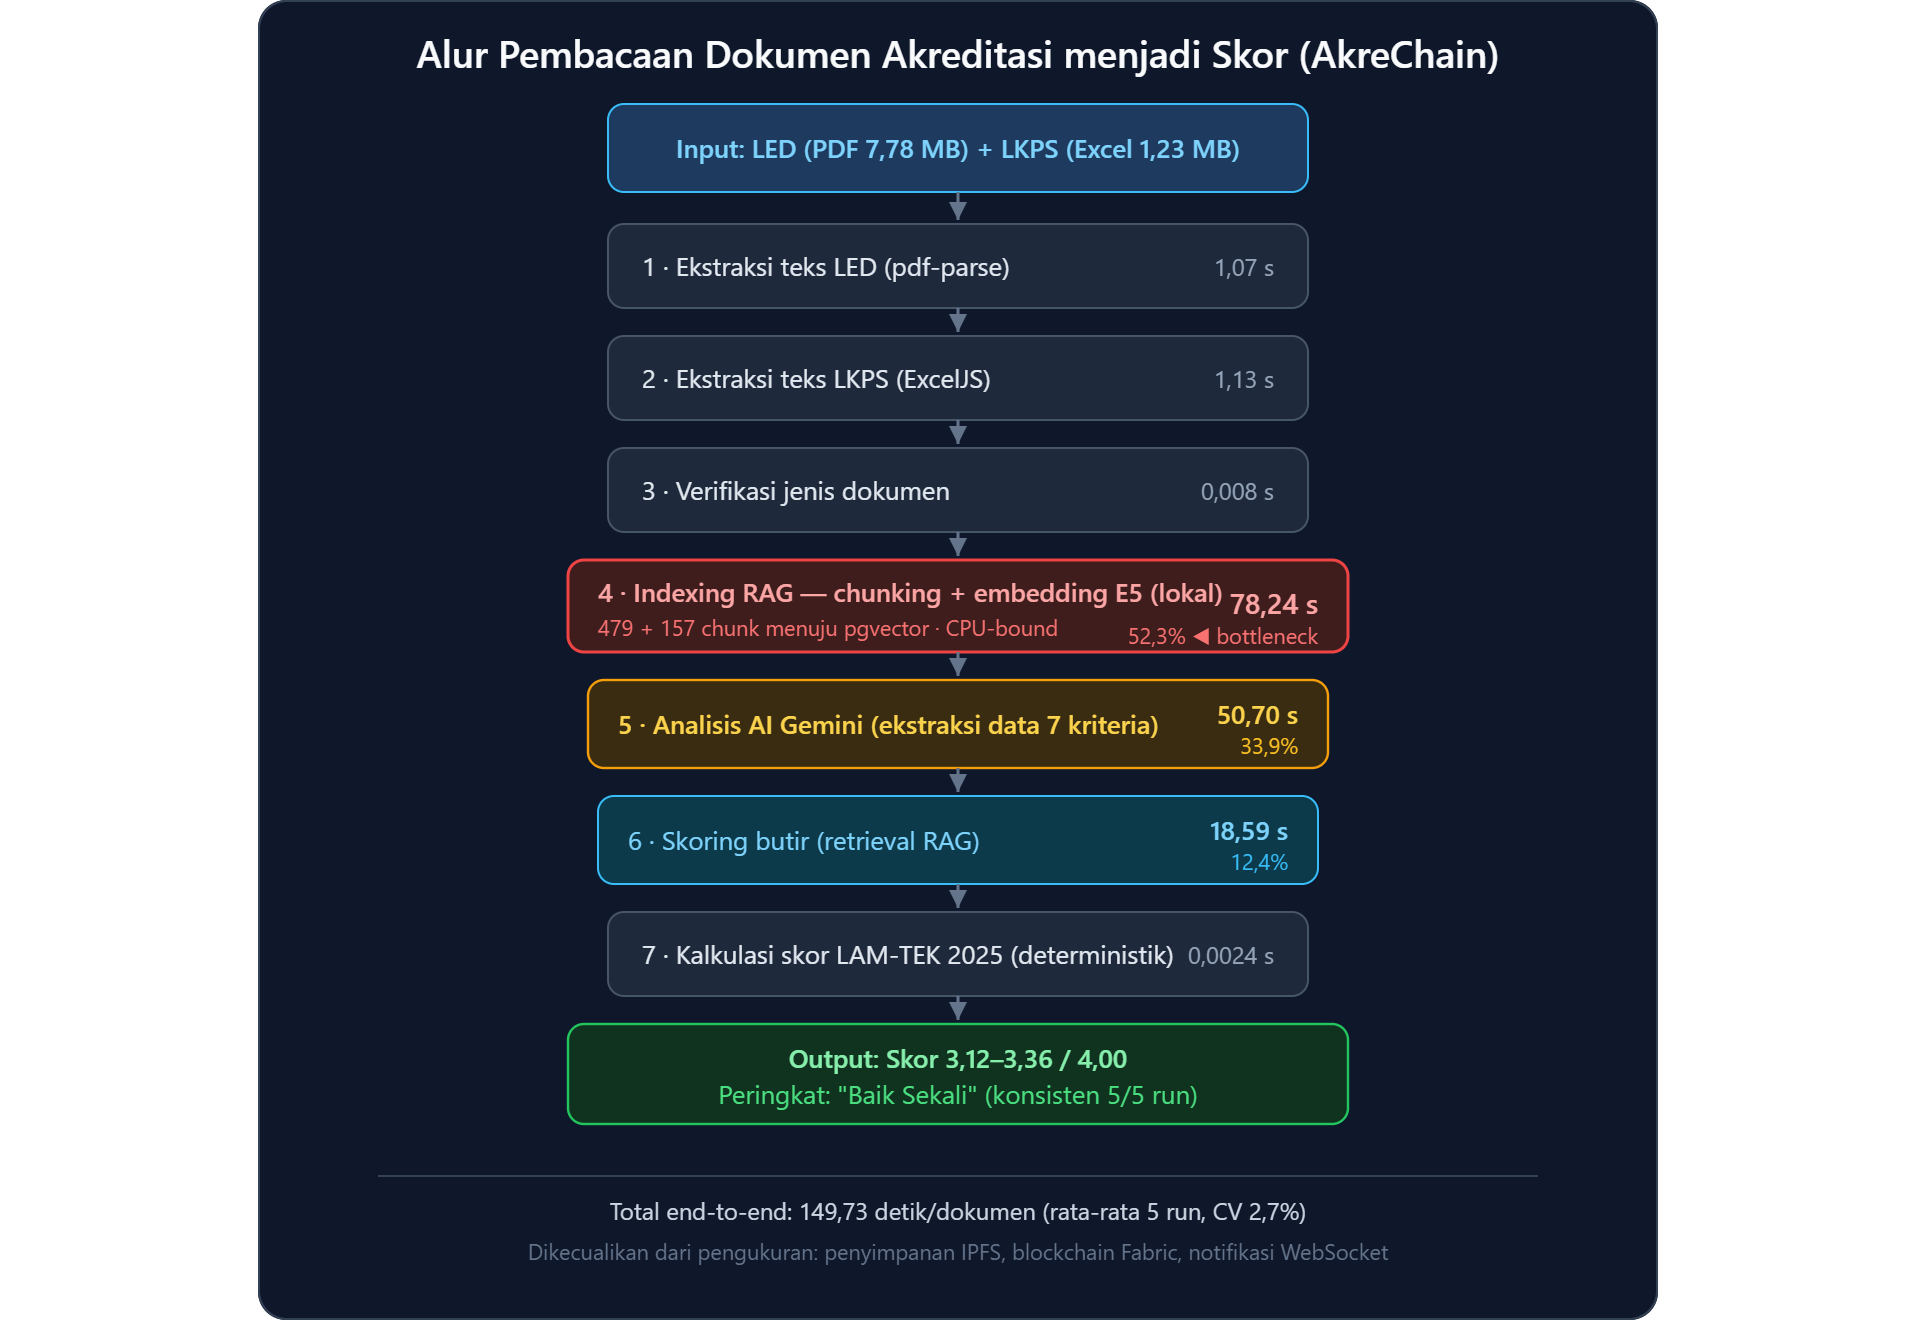 Alur Pembacaan Dokumen Akreditasi menjadi Skor (AkreChain)
Input: LED (PDF 7,78 MB) + LKPS (Excel 1,23 MB)
1 · Ekstraksi teks LED (pdf-parse) 1,07 s
2 · Ekstraksi teks LKPS (ExcelJS) 1,13 s
3 · Verifikasi jenis dokumen 0,008 s
4 · Indexing RAG — chunking + embedding E5 (lokal) 78,24 s
479 + 157 chunk menuju pgvector · CPU-bound 52,3% ◀ bottleneck
5 · Analisis AI Gemini (ekstraksi data 7 kriteria) 50,70 s
33,9%
6 · Skoring butir (retrieval RAG) 18,59 s
12,4%
7 · Kalkulasi skor LAM-TEK 2025 (deterministik) 0,0024 s
Output: Skor 3,12–3,36 / 4,00
Peringkat: "Baik Sekali" (konsisten 5/5 run)
Total end-to-end: 149,73 detik/dokumen (rata-rata 5 run, CV 2,7%)
Dikecualikan dari pengukuran: penyimpanan IPFS, blockchain Fabric, notifikasi WebSocket